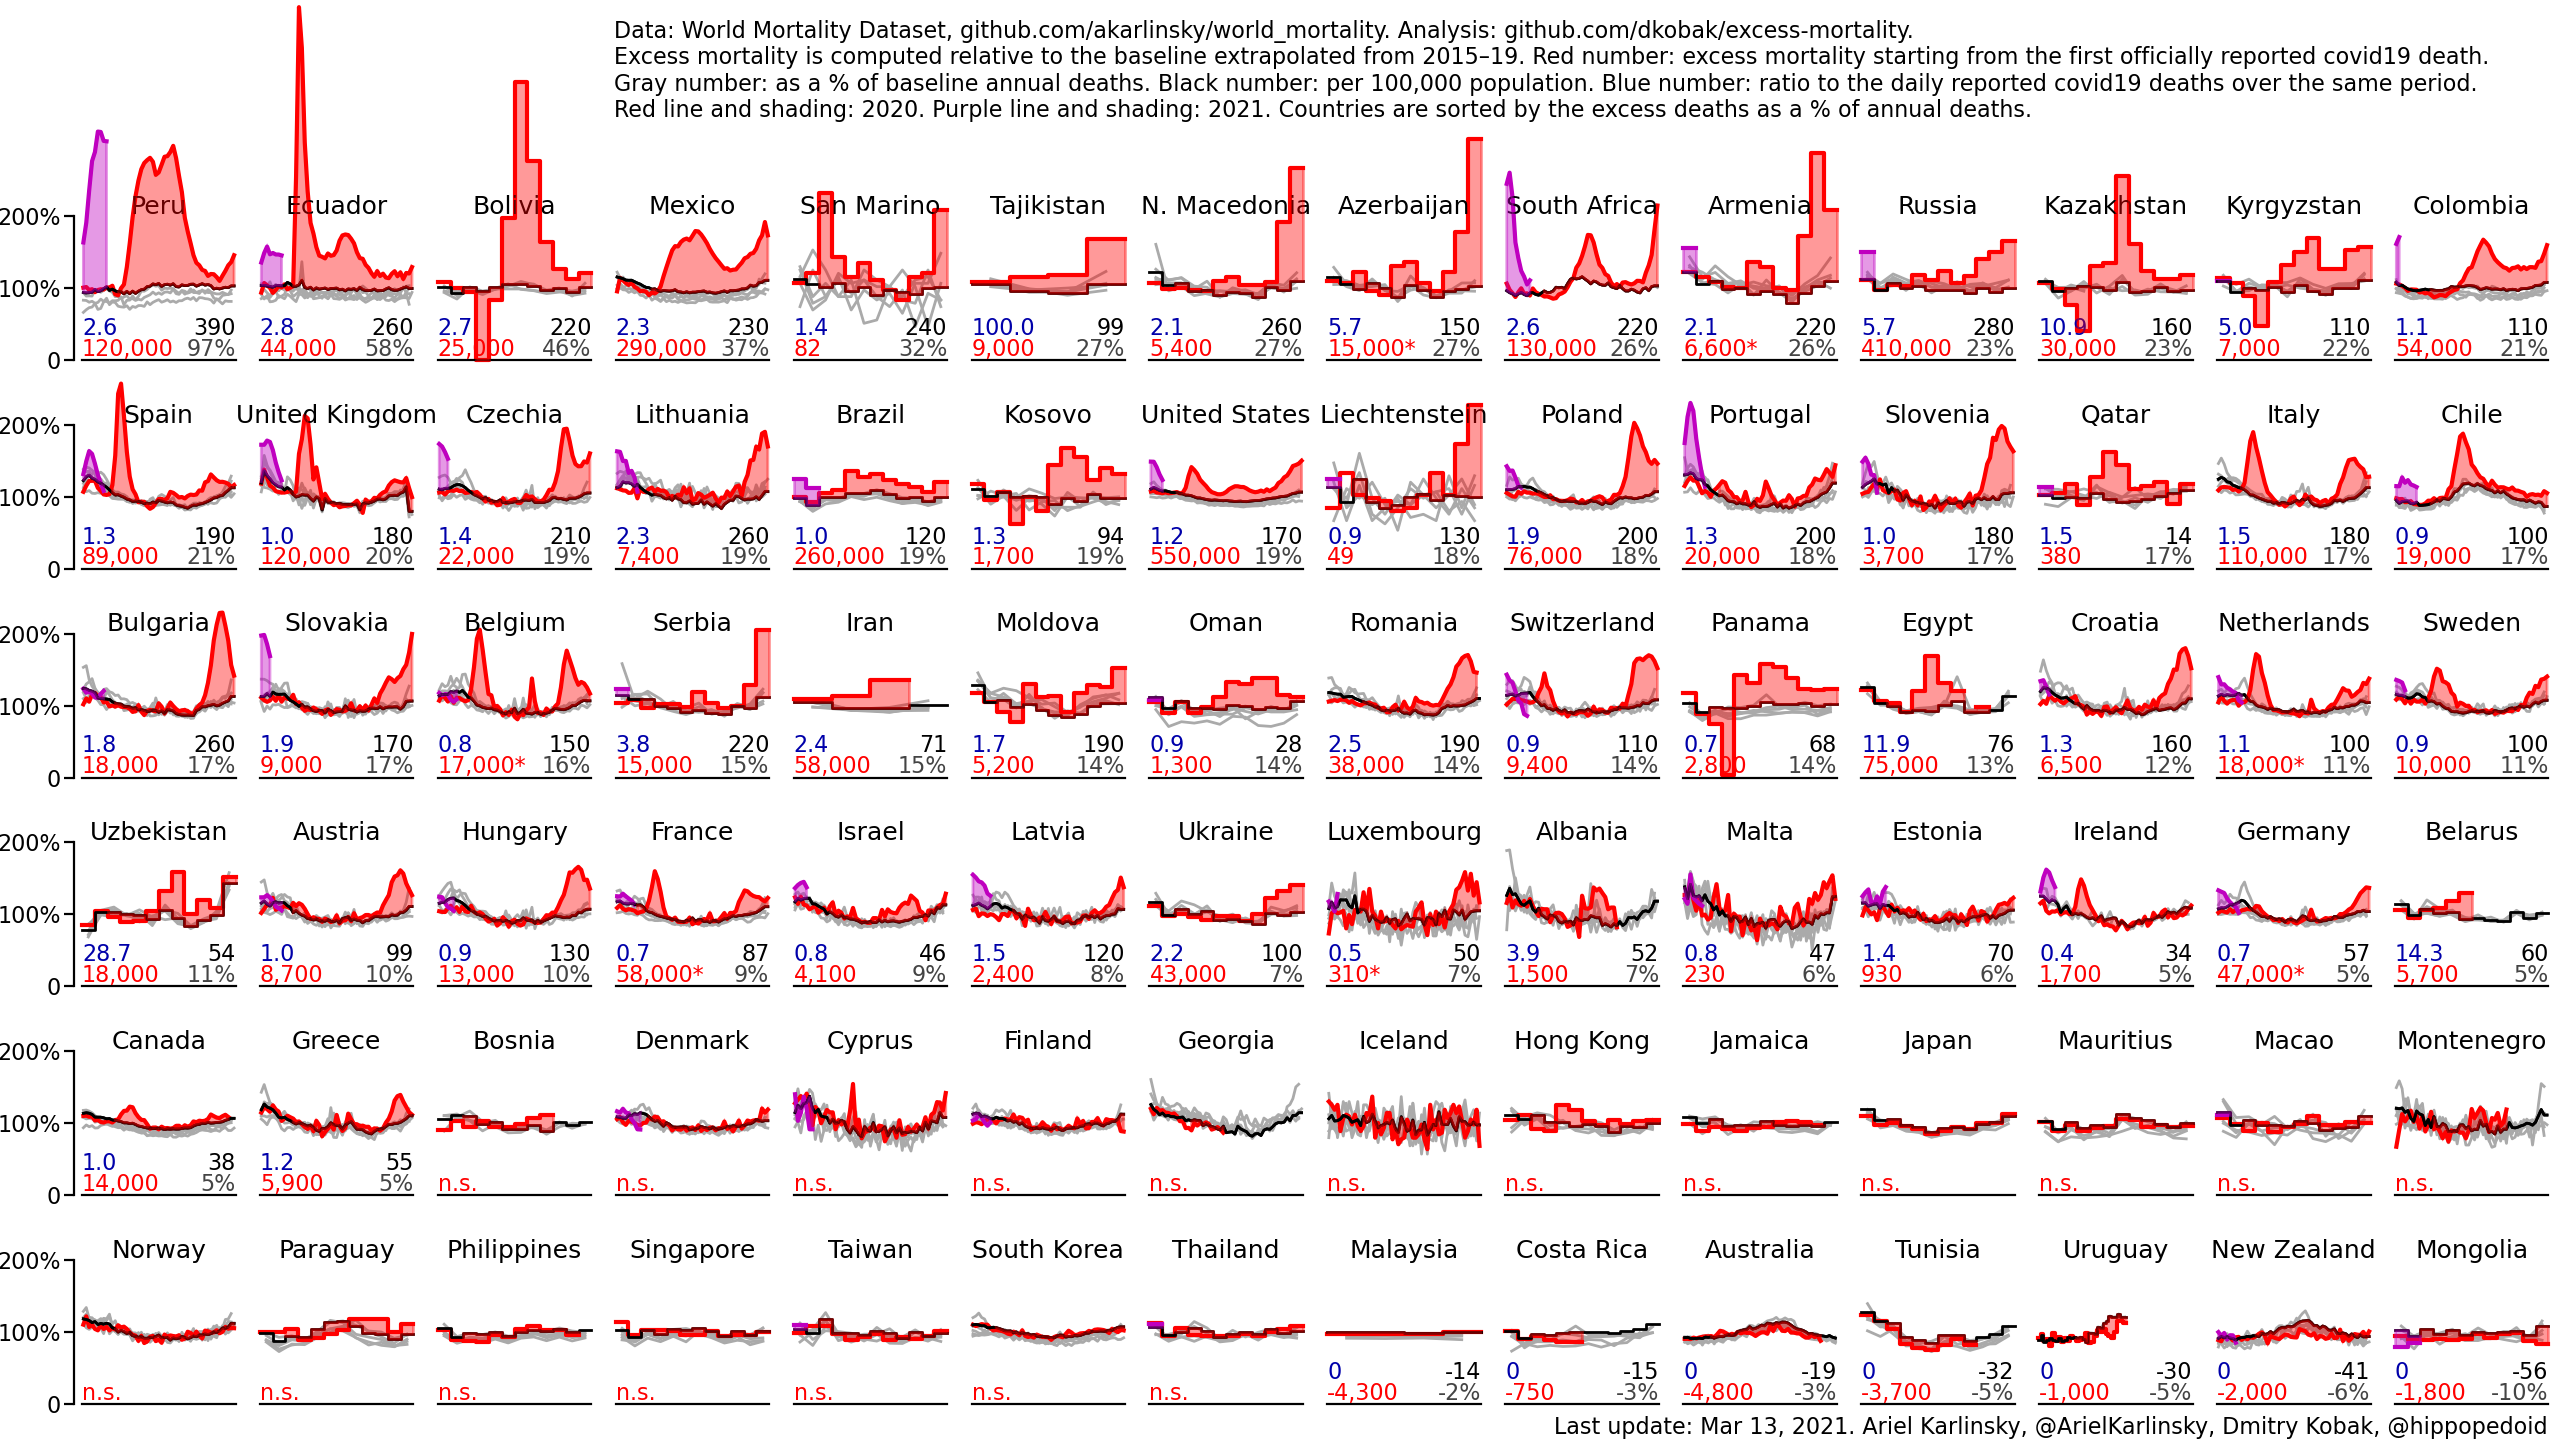 Data: World Mortality Dataset, github.com/akarlinsky/world_mortality. Analysis: github.com/dkobak/excess-mortality.
Excess mortality is computed relative to the baseline extrapolated from 2015–19. Red number: excess mortality starting from the first officially reported covid19 death.
Gray number: as a % of baseline annual deaths. Black number: per 100,000 population. Blue number: ratio to the daily reported covid19 deaths over the same period.
Red line and shading: 2020. Purple line and shading: 2021. Countries are sorted by the excess deaths as a % of annual deaths.
Peru Ecuador Bolivia Mexico San Marino Tajikistan N. Macedonia Azerbaijan South Africa Armenia Russia Kazakhstan Kyrgyzstan Colombia
200%
100%
2.6 390 2.8 260 2.7 220 2.3 230 1.4 240 100.0 99 2.1 260 5.7 150 2.6 220 2.1 220 5.7 280 10.9 160 5.0 110 1.1 110
120,000 97% 44,000 58% 25,000 46% 290,000 37% 82 32% 9,000 27% 5,400 27% 15,000* 27% 130,000 26% 6,600* 26% 410,000 23% 30,000 23% 7,000 22% 54,000 21%
0
Spain United Kingdom Czechia Lithuania Brazil Kosovo United States Liechtenstein Poland Portugal Slovenia Qatar Italy Chile
200%
100%
1.3 190 1.0 180 1.4 210 2.3 260 1.0 120 1.3 94 1.2 170 0.9 130 1.9 200 1.3 200 1.0 180 1.5 14 1.5 180 0.9 100
89,000 21% 120,000 20% 22,000 19% 7,400 19% 260,000 19% 1,700 19% 550,000 19% 49 18% 76,000 18% 20,000 18% 3,700 17% 380 17% 110,000 17% 19,000 17%
0
Bulgaria Slovakia Belgium Serbia Iran Moldova Oman Romania Switzerland Panama Egypt Croatia Netherlands Sweden
200%
100%
1.8 260 1.9 170 0.8 150 3.8 220 2.4 71 1.7 190 0.9 28 2.5 190 0.9 110 0.7 68 11.9 76 1.3 160 1.1 100 0.9 100
18,000 17% 9,000 17% 17,000* 16% 15,000 15% 58,000 15% 5,200 14% 1,300 14% 38,000 14% 9,400 14% 2,800 14% 75,000 13% 6,500 12% 18,000* 11% 10,000 11%
0
Uzbekistan Austria Hungary France Israel Latvia Ukraine Luxembourg Albania Malta Estonia Ireland Germany Belarus
200%
100%
28.7 54 1.0 99 0.9 130 0.7 87 0.8 46 1.5 120 2.2 100 0.5 50 3.9 52 0.8 47 1.4 70 0.4 34 0.7 57 14.3 60
18,000 11% 8,700 10% 13,000 10% 58,000* 9% 4,100 9% 2,400 8% 43,000 7% 310* 7% 1,500 7% 230 6% 930 6% 1,700 5% 47,000* 5% 5,700 5%
0
Canada Greece Bosnia Denmark Cyprus Finland Georgia Iceland Hong Kong Jamaica Japan Mauritius Macao Montenegro
200%
100%
1.0 38 1.2 55
14,000 5% 5,900 5% n.s. n.s. n.s. n.s. n.s. n.s. n.s. n.s. n.s. n.s. n.s. n.s.
0
Norway Paraguay Philippines Singapore Taiwan South Korea Thailand Malaysia Costa Rica Australia Tunisia Uruguay New Zealand Mongolia
200%
100%
0 -14 0 -15 0 -19 0 -32 0 -30 0 -41 0 -56
n.s. n.s. n.s. n.s. n.s. n.s. n.s. -4,300 -2% -750 -3% -4,800 -3% -3,700 -5% -1,000 -5% -2,000 -6% -1,800 -10%
0
Last update: Mar 13, 2021. Ariel Karlinsky, @ArielKarlinsky, Dmitry Kobak, @hippopedoid